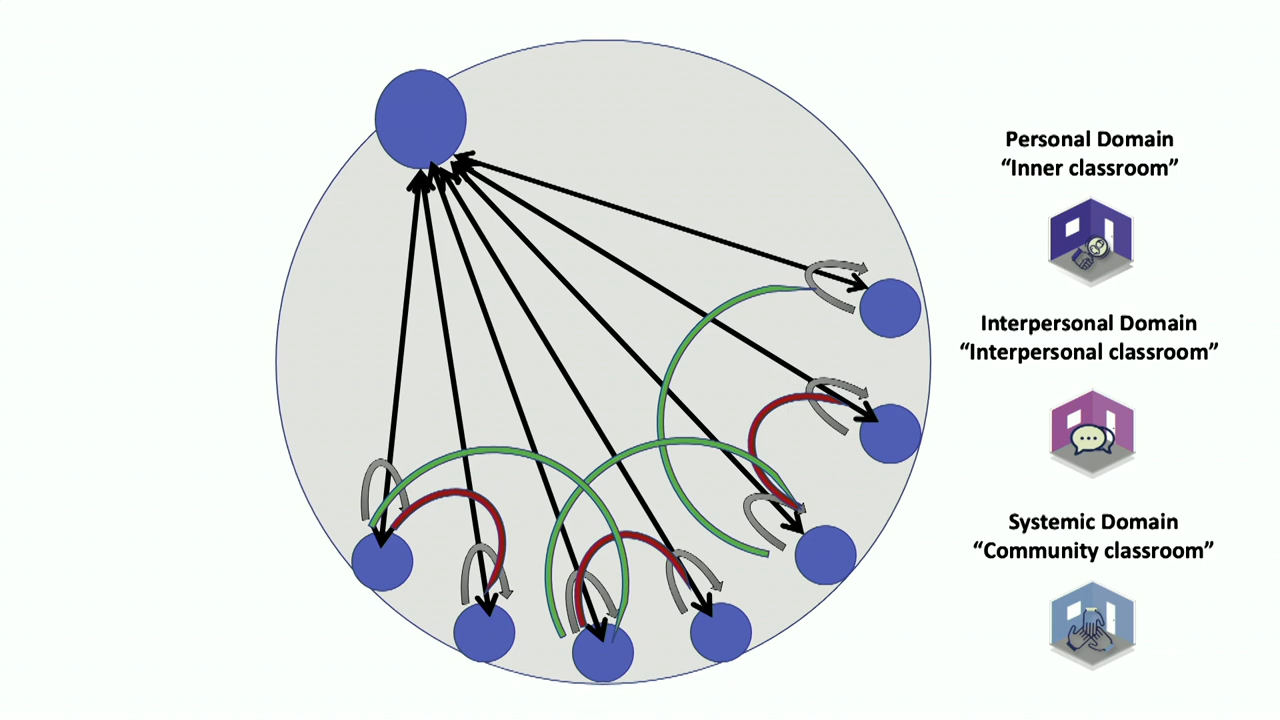 Personal Domain
“Inner classroom”
Interpersonal Domain
“Interpersonal classroom”
Systemic Domain
“Community classroom”